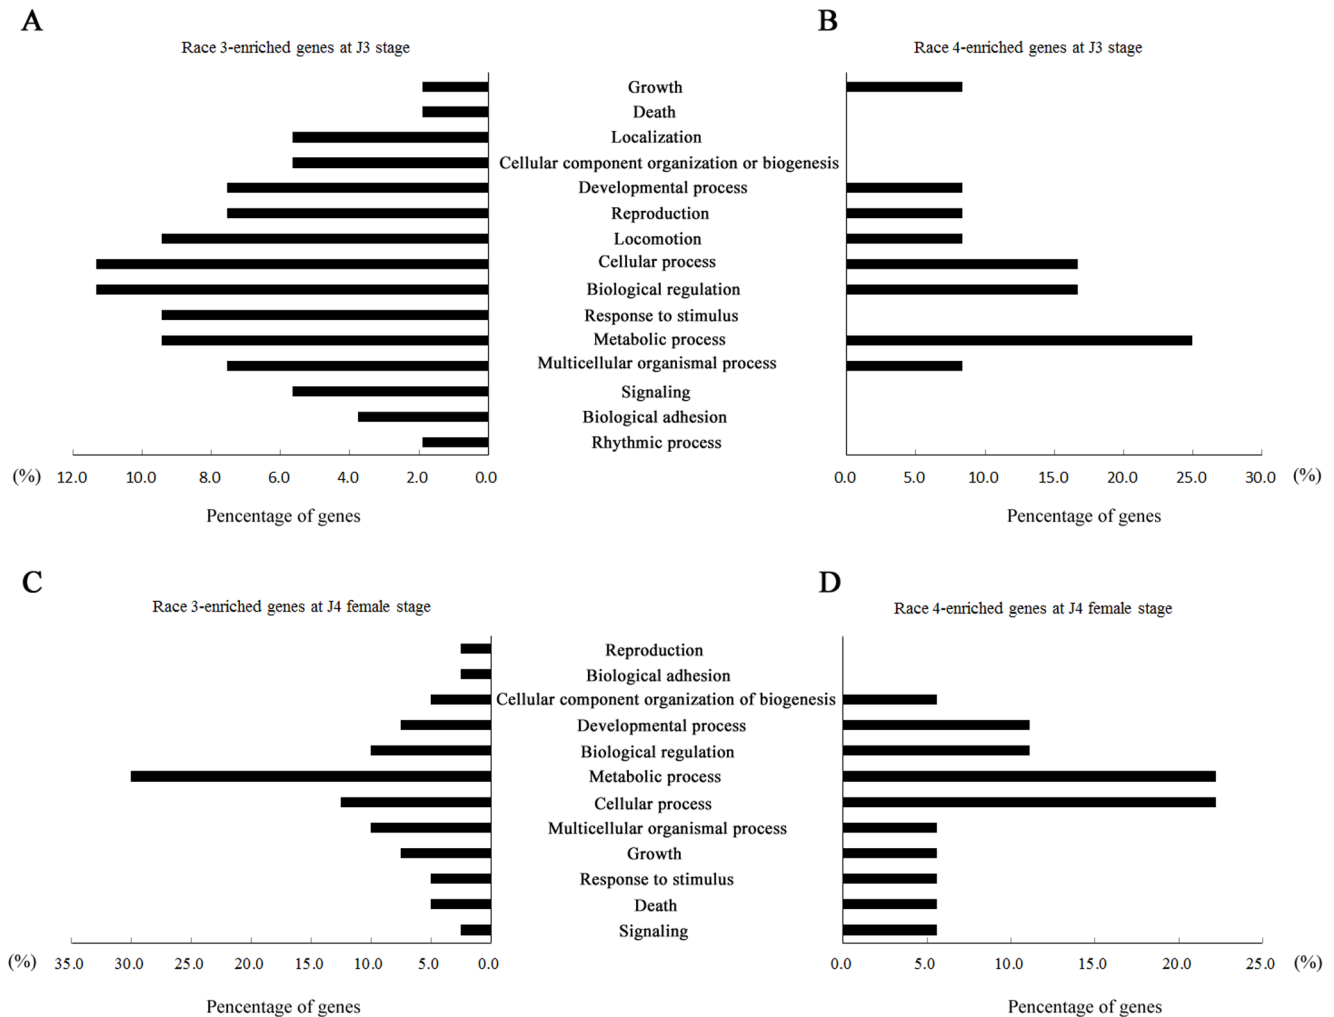 A
B
Race 3-enriched genes at J3 stage
Race 4-enriched genes at J3 stage
Growth
Death
Localization
Cellular component organization or biogenesis
Developmental process
Reproduction
Locomotion
Cellular process
Biological regulation
Response to stimulus
Metabolic process
Multicellular organismal process
Signaling
Biological adhesion
Rhythmic process
(%) 12.0 10.0 8.0 6.0 4.0 2.0 0.0
0.0 5.0 10.0 15.0 20.0 25.0 30.0 (%)
Pencentage of genes
Pencentage of genes
C
D
Race 3-enriched genes at J4 female stage
Race 4-enriched genes at J4 female stage
Reproduction
Biological adhesion
Cellular component organization of biogenesis
Developmental process
Biological regulation
Metabolic process
Cellular process
Multicellular organismal process
Growth
Response to stimulus
Death
Signaling
(%) 35.0 30.0 25.0 20.0 15.0 10.0 5.0 0.0
0.0 5.0 10.0 15.0 20.0 25.0 (%)
Pencentage of genes
Pencentage of genes